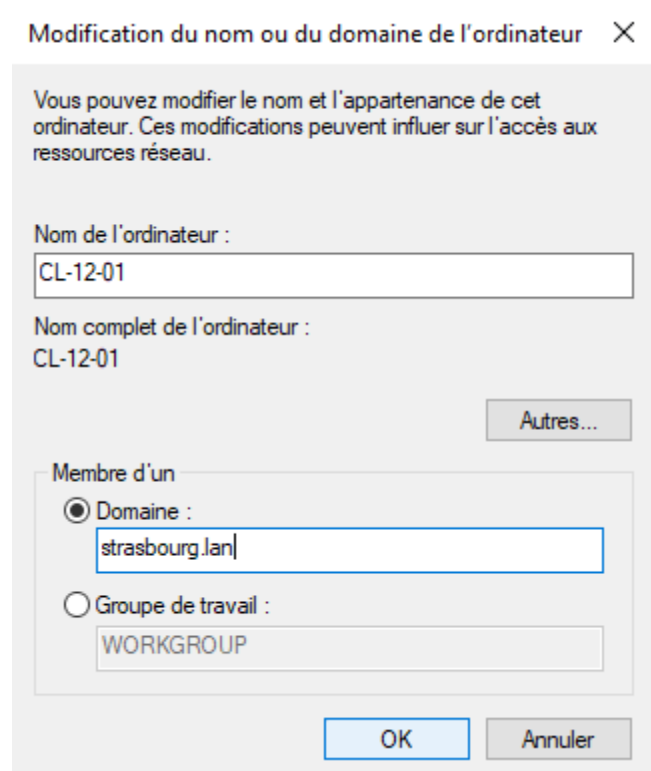 Modification du nom ou du domaine de l'ordinateur
Vous pouvez modifier le nom et l'appartenance de cet
ordinateur. Ces modifications peuvent influer sur l'accès aux
ressources réseau.
Nom de l'ordinateur :
CL-12-01
Nom complet de l'ordinateur :
CL-12-01
Autres...
Membre d'un
Domaine :
strasbourg.lan
Groupe de travail :
WORKGROUP
OK
Annuler